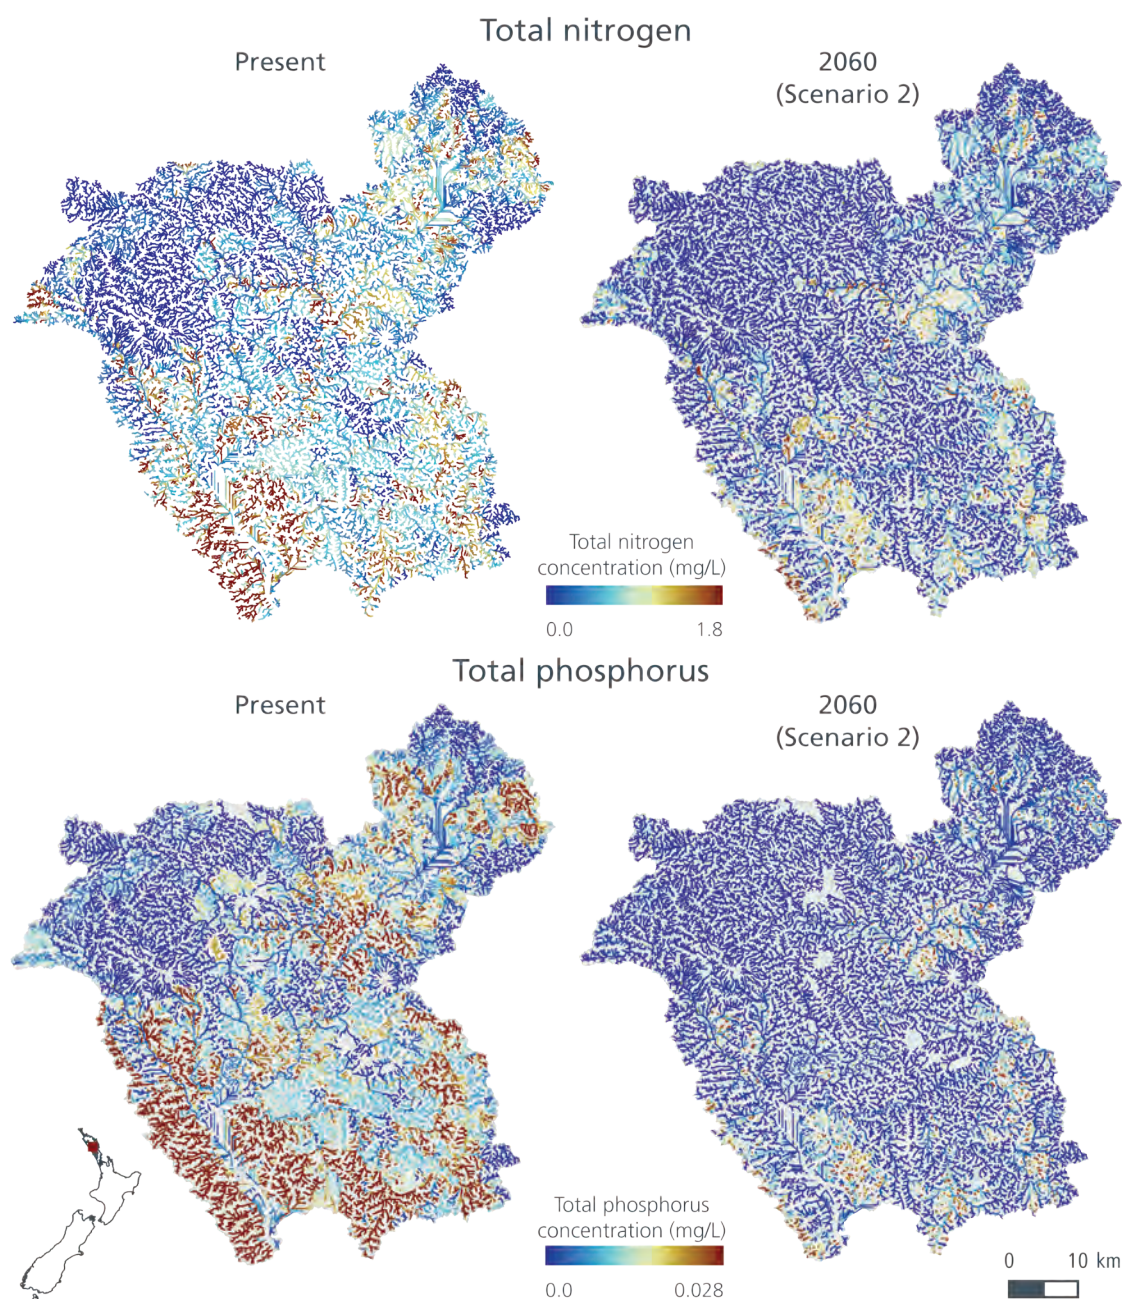 Total nitrogen
Present
2060
(Scenario 2)
Total nitrogen
concentration (mg/L)
0.0 1.8
Total phosphorus
Present
2060
(Scenario 2)
Total phosphorus
concentration (mg/L)
0.0 0.028
0 10 km